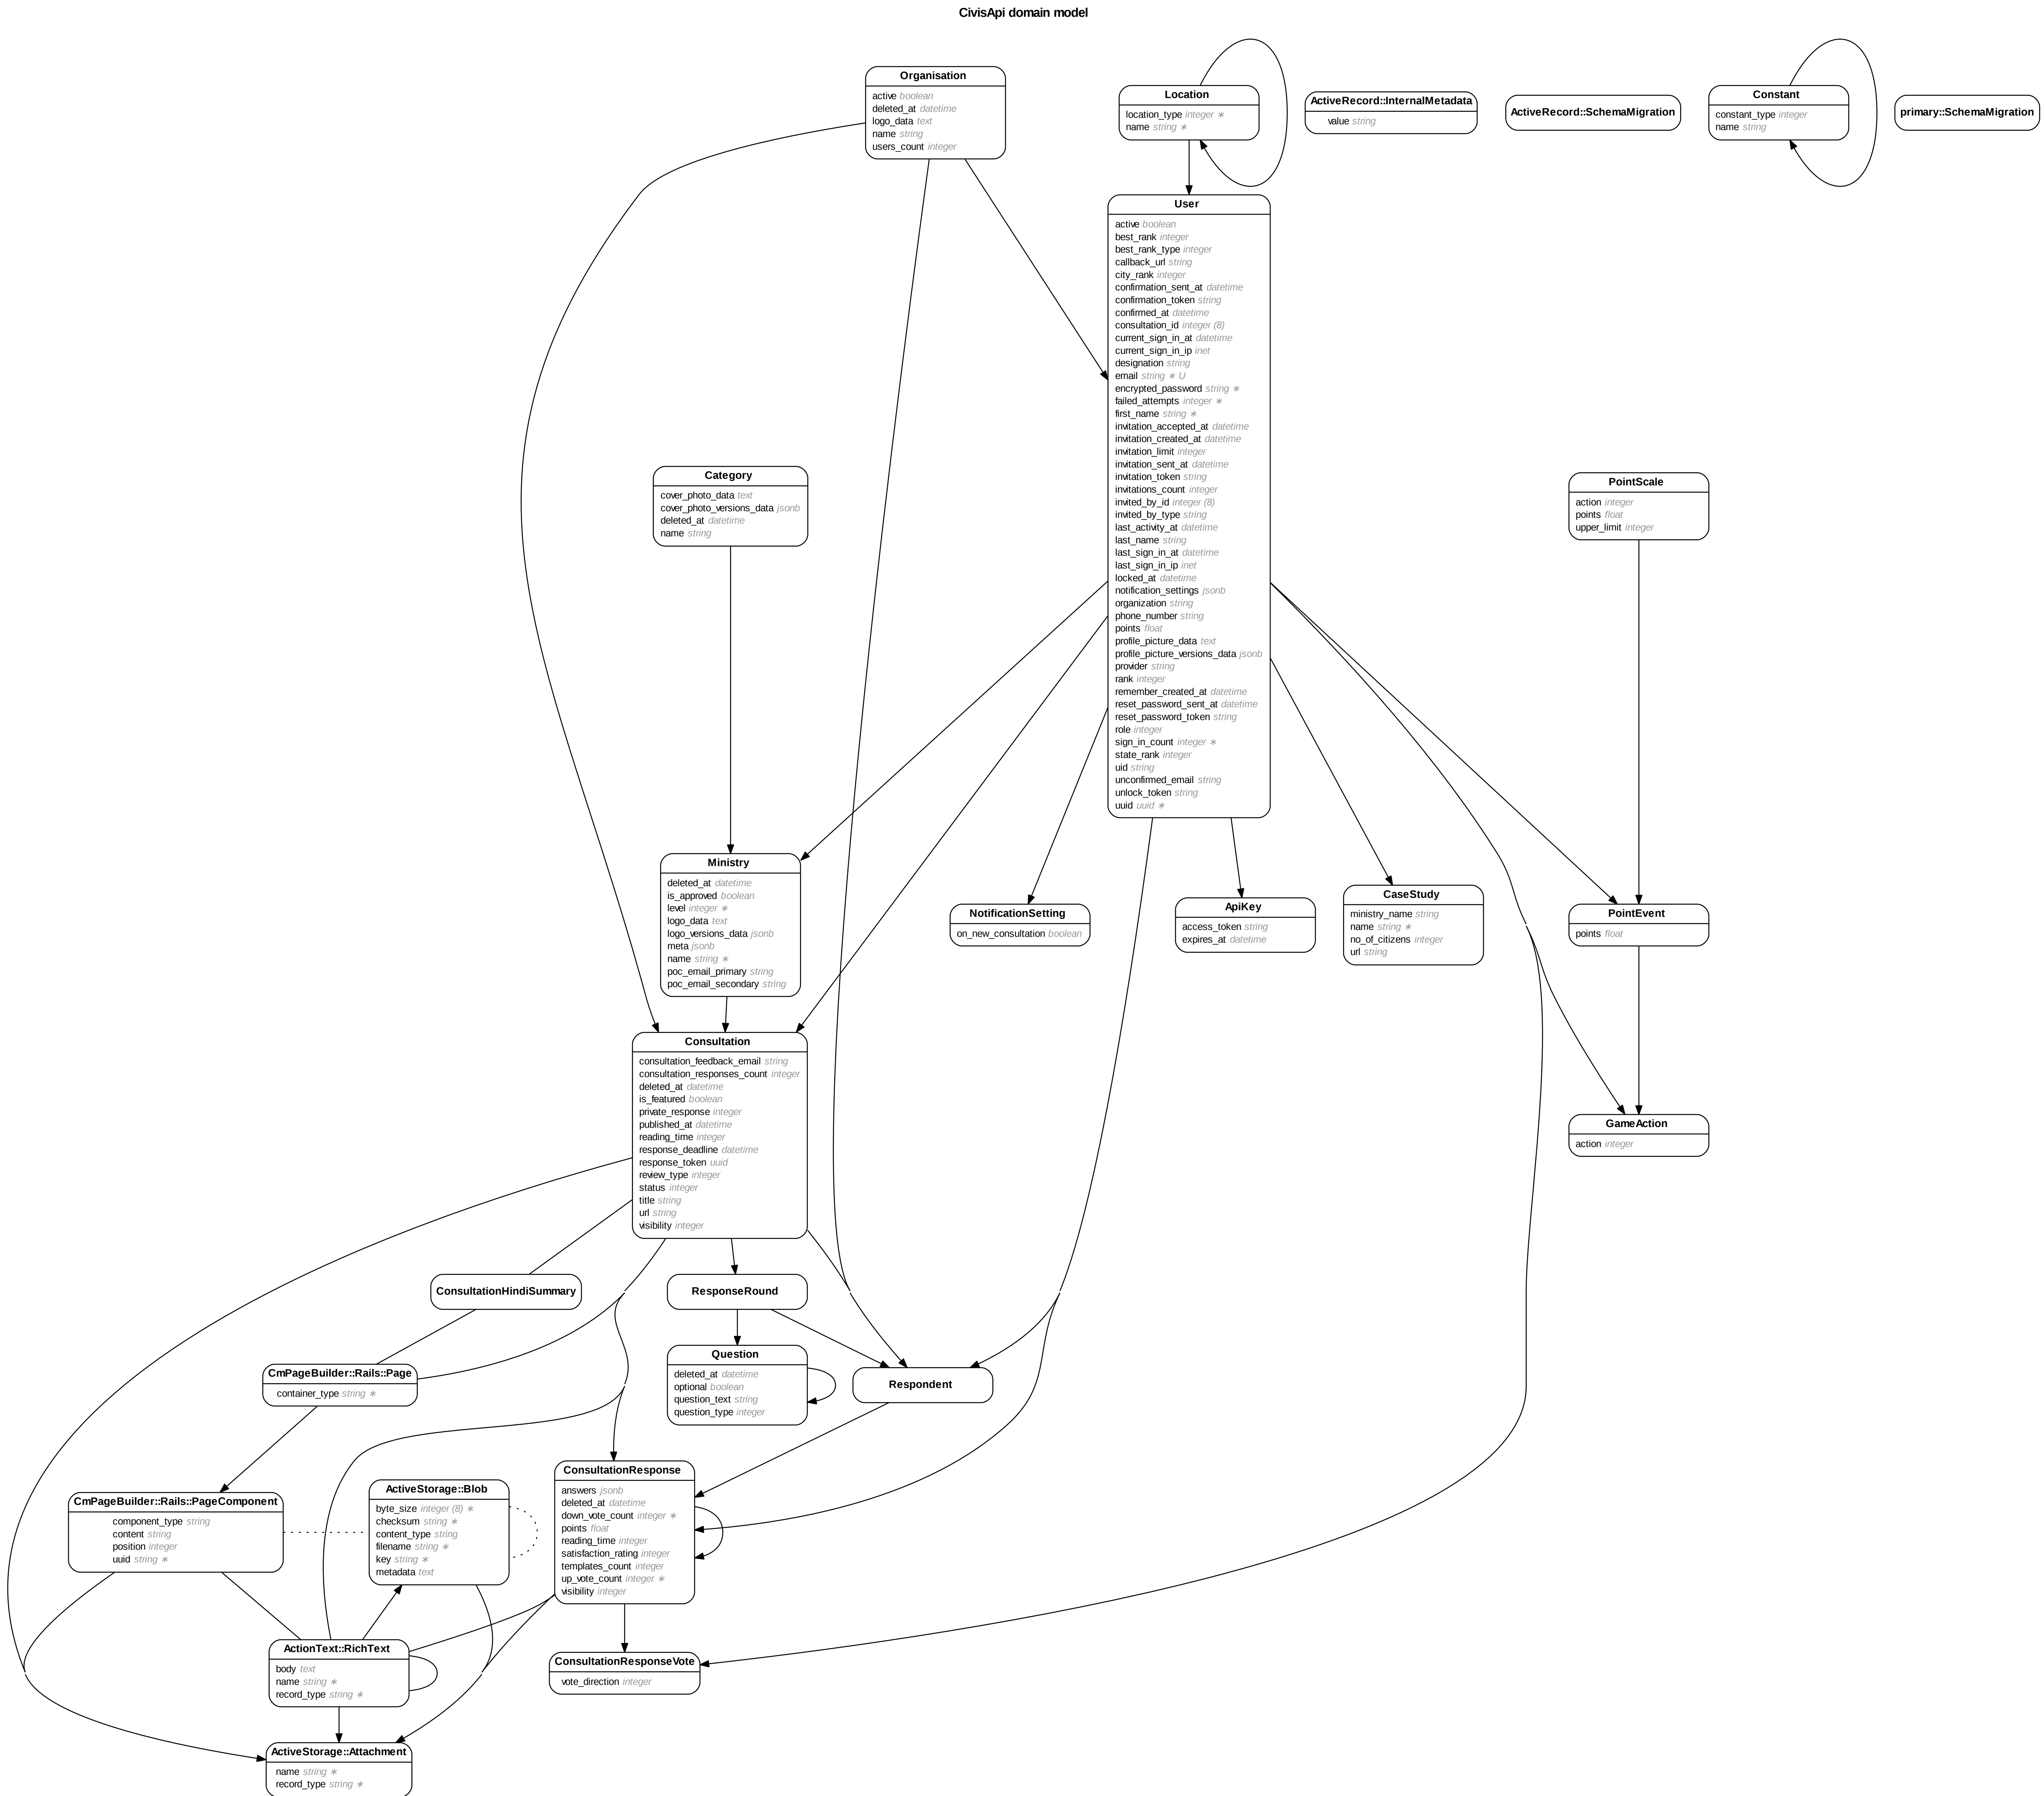 CivisApi domain model
Organisation
active boolean
deleted_at datetime
logo_data text
name string
users_count integer
Location
location_type integer ∗
name string ∗
ActiveRecord::InternalMetadata
value string
ActiveRecord::SchemaMigration
Constant
constant_type integer
name string
primary::SchemaMigration
User
active boolean
best_rank integer
best_rank_type integer
callback_url string
city_rank integer
confirmation_sent_at datetime
confirmation_token string
confirmed_at datetime
consultation_id integer (8)
current_sign_in_at datetime
current_sign_in_ip inet
designation string
email string ∗ U
encrypted_password string ∗
failed_attempts integer ∗
first_name string ∗
invitation_accepted_at datetime
invitation_created_at datetime
invitation_limit integer
invitation_sent_at datetime
invitation_token string
invitations_count integer
invited_by_id integer (8)
invited_by_type string
last_activity_at datetime
last_name string
last_sign_in_at datetime
last_sign_in_ip inet
locked_at datetime
notification_settings jsonb
organization string
phone_number string
points float
profile_picture_data text
profile_picture_versions_data jsonb
provider string
rank integer
remember_created_at datetime
reset_password_sent_at datetime
reset_password_token string
role integer
sign_in_count integer ∗
state_rank integer
uid string
unconfirmed_email string
unlock_token string
uuid uuid ∗
Category
cover_photo_data text
cover_photo_versions_data jsonb
deleted_at datetime
name string
PointScale
action integer
points float
upper_limit integer
Ministry
deleted_at datetime
is_approved boolean
level integer ∗
logo_data text
logo_versions_data jsonb
meta jsonb
name string ∗
poc_email_primary string
poc_email_secondary string
NotificationSetting
on_new_consultation boolean
ApiKey
access_token string
expires_at datetime
CaseStudy
ministry_name string
name string ∗
no_of_citizens integer
url string
PointEvent
points float
Consultation
consultation_feedback_email string
consultation_responses_count integer
deleted_at datetime
is_featured boolean
private_response integer
published_at datetime
reading_time integer
response_deadline datetime
response_token uuid
review_type integer
status integer
title string
url string
visibility integer
GameAction
action integer
ConsultationHindiSummary
ResponseRound
Question
deleted_at datetime
optional boolean
question_text string
question_type integer
CmPageBuilder::Rails::Page
container_type string ∗
Respondent
ConsultationResponse
answers jsonb
deleted_at datetime
down_vote_count integer ∗
points float
reading_time integer
satisfaction_rating integer
templates_count integer
up_vote_count integer ∗
visibility integer
CmPageBuilder::Rails::PageComponent
component_type string
content string
position integer
uuid string ∗
ActiveStorage::Blob
byte_size integer (8) ∗
checksum string ∗
content_type string
filename string ∗
key string ∗
metadata text
ActionText::RichText
body text
name string ∗
record_type string ∗
ConsultationResponseVote
vote_direction integer
ActiveStorage::Attachment
name string ∗
record_type string ∗